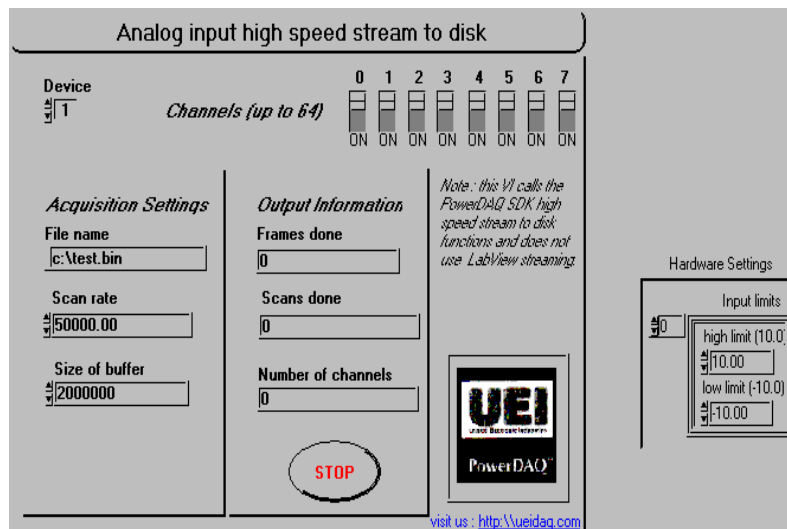 Analog input high speed stream to disk
Device
1
Channels (up to 64)
0 1 2 3 4 5 6 7
ON ON ON ON ON ON ON ON
Acquisition Settings
File name
c:\test.bin
Scan rate
50000.00
Size of buffer
2000000
Output Information
Frames done
0
Scans done
0
Number of channels
0
STOP
Note : this VI calls the
PowerDAQ SDK high
speed stream to disk
functions and does not
use LabView streaming.
UEI
United Electronic Industries
PowerDAQ™
visit us : http:\\ueidaq.com
Hardware Settings
Input limits
0
high limit (10.0)
10.00
low limit (-10.0)
-10.00